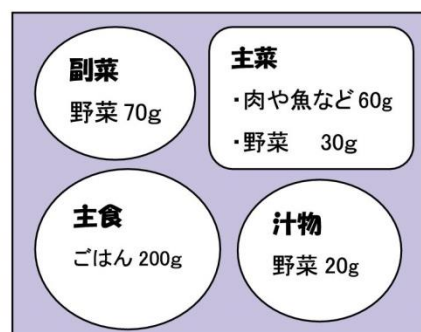 副菜
野菜 70g
主菜
・肉や魚など 60g
・野菜　30g
主食
ごはん 200g
汁物
野菜 20g